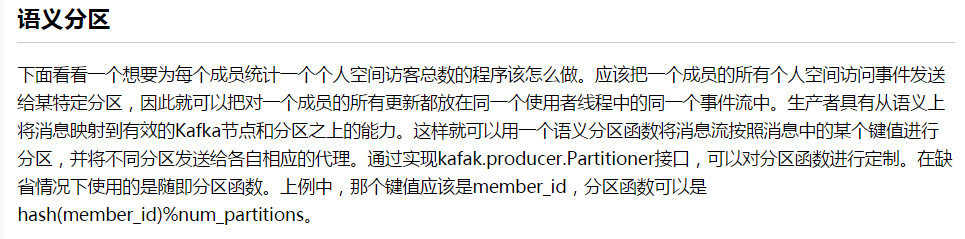 语义分区
下面看看一个想要为每个成员统计一个个人空间访客总数的程序该怎么做。应该把一个成员的所有个人空间访问事件发送
给某特定分区，因此就可以把对一个成员的所有更新都放在同一个使用者线程中的同一个事件流中。生产者具有从语义上
将消息映射到有效的Kafka节点和分区之上的能力。这样就可以用一个语义分区函数将消息流按照消息中的某个键值进行
分区，并将不同分区发送给各自相应的代理。通过实现kafak.producer.Partitioner接口，可以对分区函数进行定制。在缺
省情况下使用的是随即分区函数。上例中，那个键值应该是member_id，分区函数可以是
hash(member_id)%num_partitions。